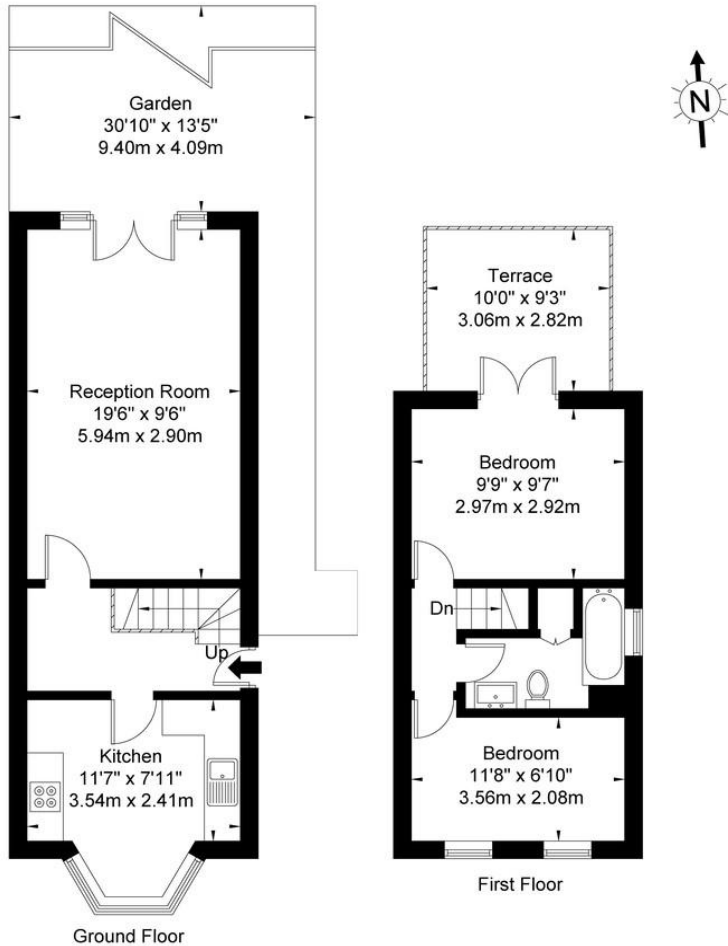 Garden
30'10" x 13'5"
9.40m x 4.09m
N
Reception Room
19'6" x 9'6"
5.94m x 2.90m
Up
Kitchen
11'7" x 7'11"
3.54m x 2.41m
Ground Floor
Terrace
10'0" x 9'3"
3.06m x 2.82m
Bedroom
9'9" x 9'7"
2.97m x 2.92m
Dn
Bedroom
11'8" x 6'10"
3.56m x 2.08m
First Floor